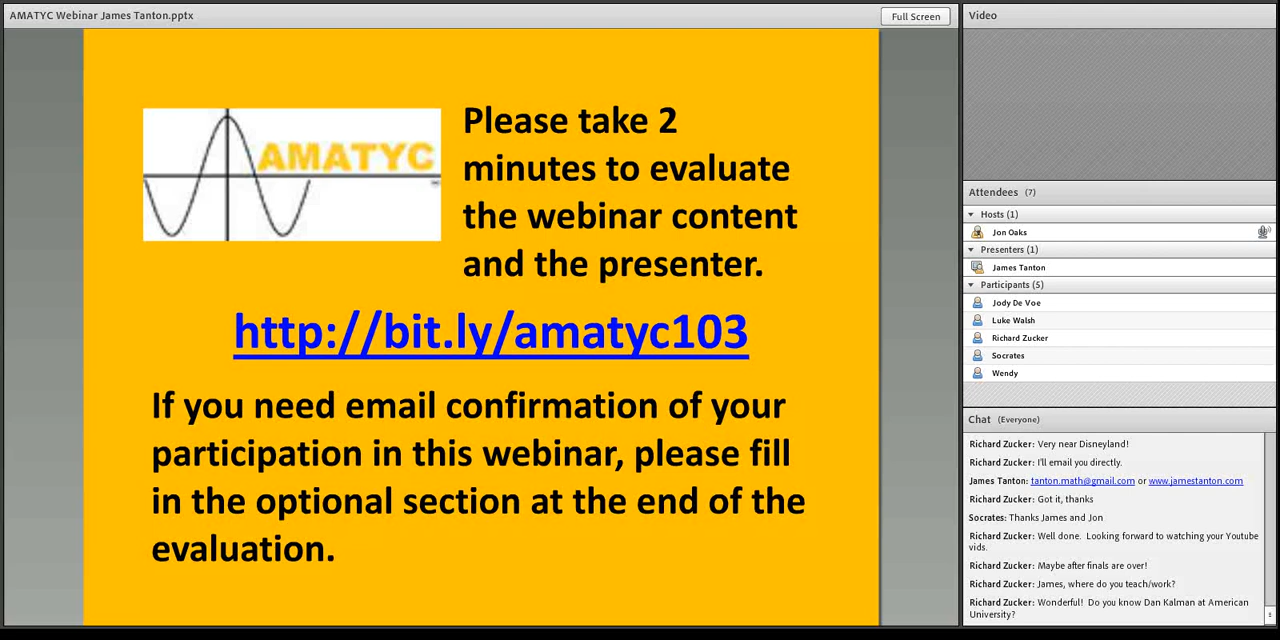 AMATYC Webinar James Tanton.pptx
Full Screen
AMATYC
Please take 2
minutes to evaluate
the webinar content
and the presenter.
http://bit.ly/amatyc103
If you need email confirmation of your
participation in this webinar, please fill
in the optional section at the end of the
evaluation.
Video
Attendees (7)
Hosts (1)
Jon Oaks
Presenters (1)
James Tanton
Participants (5)
Jody De Voe
Luke Walsh
Richard Zucker
Socrates
Wendy
Chat (Everyone)
Richard Zucker: Very near Disneyland!
Richard Zucker: I'll email you directly.
James Tanton: tanton.math@gmail.com or www.jamestanton.com
Richard Zucker: Got it, thanks
Socrates: Thanks James and Jon
Richard Zucker: Well done. Looking forward to watching your Youtube
vids.
Richard Zucker: Maybe after finals are over!
Richard Zucker: James, where do you teach/work?
Richard Zucker: Wonderful! Do you know Dan Kalman at American
University?